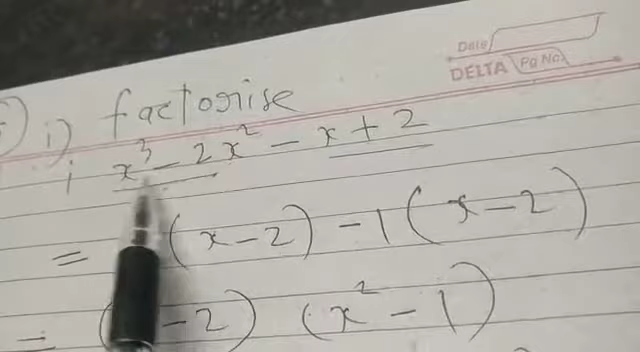 Date
DELTA Pg No.
i) factorise
x³ - 2x² - x + 2
= (x-2) - 1(x-2)
= ( -2) (x² - 1)